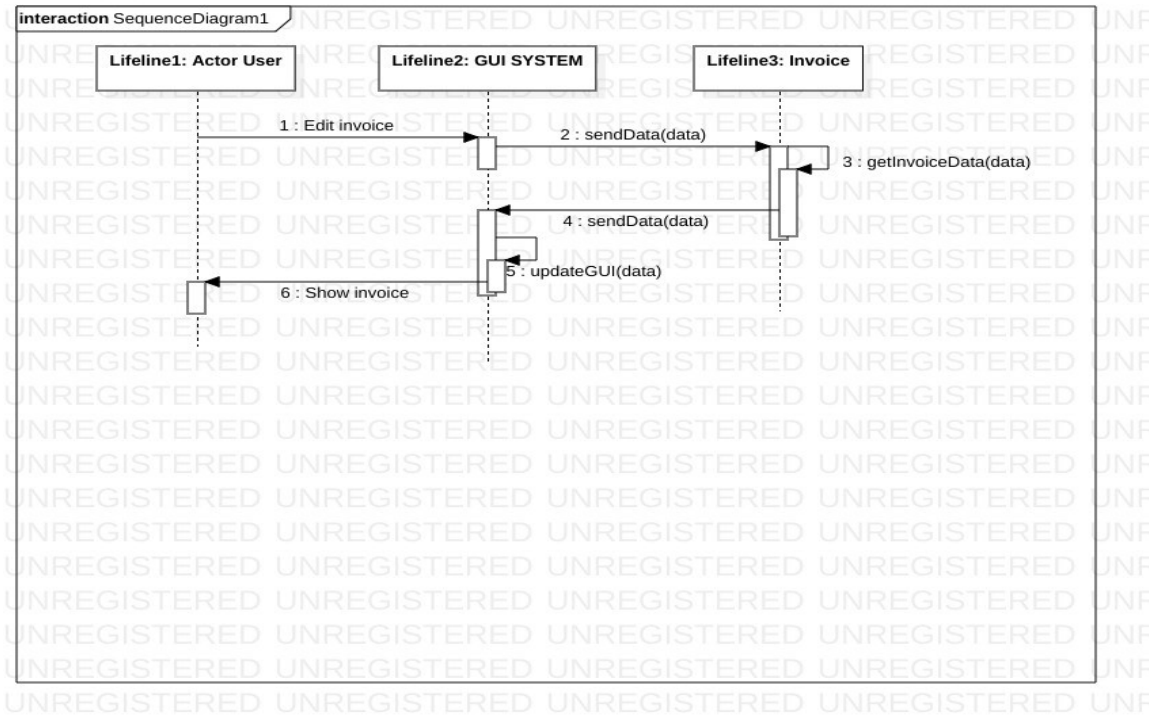 interaction SequenceDiagram1
Lifeline1: Actor User
Lifeline2: GUI SYSTEM
Lifeline3: Invoice
1 : Edit invoice
2 : sendData(data)
3 : getInvoiceData(data)
4 : sendData(data)
5 : updateGUI(data)
6 : Show invoice
UNREGISTERED